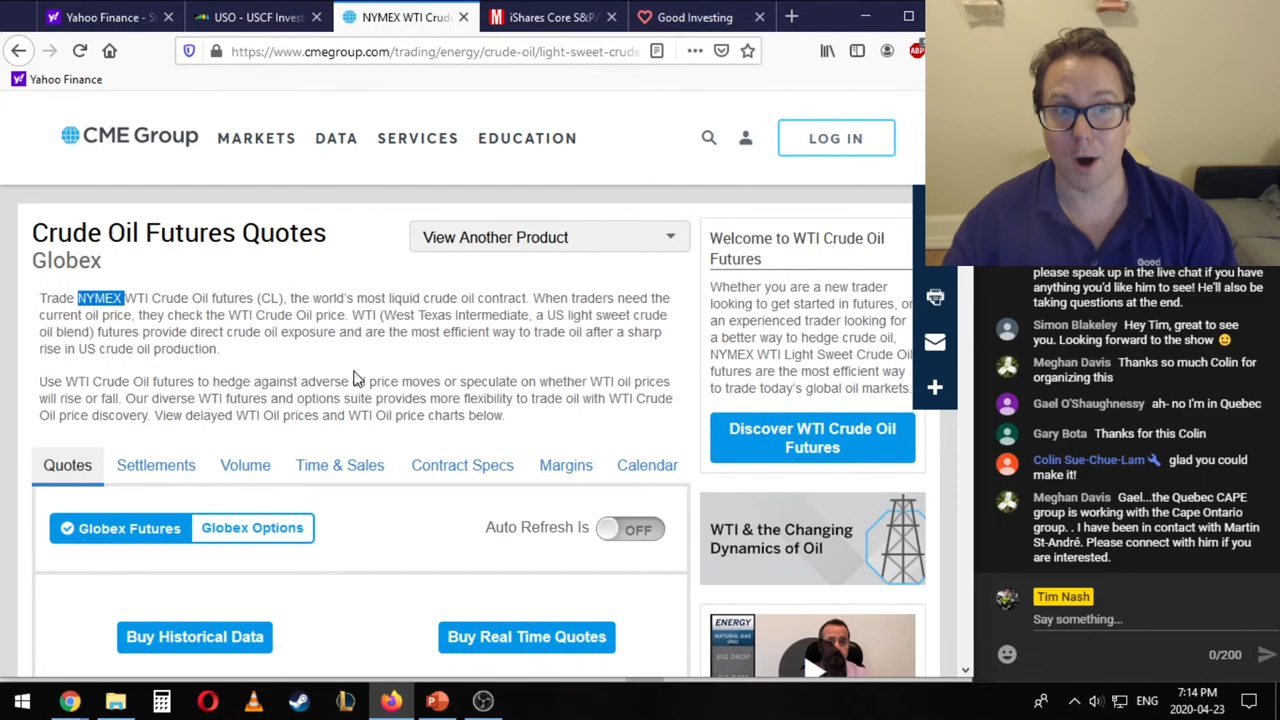 Yahoo Finance - S
USO - USCF Invest
NYMEX WTI Crude
iShares Core S&P/
Good Investing
https://www.cmegroup.com/trading/energy/crude-oil/light-sweet-crude
ABP
Yahoo Finance
CME Group
MARKETS DATA SERVICES EDUCATION
LOG IN
Crude Oil Futures Quotes
Globex
View Another Product
Trade NYMEX WTI Crude Oil futures (CL), the world's most liquid crude oil contract. When traders need the
current oil price, they check the WTI Crude Oil price. WTI (West Texas Intermediate, a US light sweet crude
oil blend) futures provide direct crude oil exposure and are the most efficient way to trade oil after a sharp
rise in US crude oil production.
Use WTI Crude Oil futures to hedge against adverse oil price moves or speculate on whether WTI oil prices
will rise or fall. Our diverse WTI futures and options suite provides more flexibility to trade oil with WTI Crude
Oil price discovery. View delayed WTI Oil prices and WTI Oil price charts below.
Quotes Settlements Volume Time & Sales Contract Specs Margins Calendar
Globex Futures Globex Options
Auto Refresh Is OFF
Buy Historical Data
Buy Real Time Quotes
Welcome to WTI Crude Oil
Futures
Whether you are a new trader
looking to get started in futures, or
an experienced trader looking for
a better way to hedge crude oil,
NYMEX WTI Light Sweet Crude Oil
futures are the most efficient way
to trade today's global oil markets.
Discover WTI Crude Oil
Futures
WTI & the Changing
Dynamics of Oil
ENERGY
NATURAL GAS
(NG)
BIG DROP
Good
please speak up in the live chat if you have
anything you'd like him to see! He'll also be
taking questions at the end.
Simon Blakeley Hey Tim, great to see
you. Looking forward to the show
Meghan Davis Thanks so much Colin for
organizing this
Gael O'Shaughnessy ah- no I'm in Quebec
Gary Bota Thanks for this Colin
Colin Sue-Chue-Lam glad you could
make it!
Meghan Davis Gael...the Quebec CAPE
group is working with the Cape Ontario
group. . I have been in contact with Martin
St-André. Please connect with him if you
are interested.
Tim Nash
Say something...
0/200
ENG
7:14 PM
2020-04-23